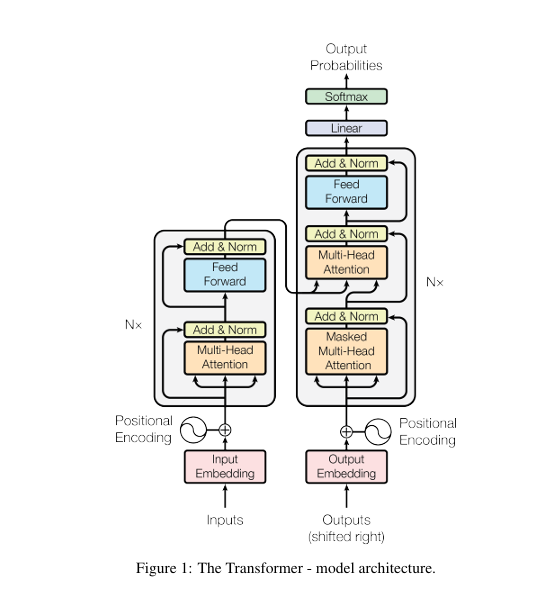 Output
Probabilities
Softmax
Linear
Add & Norm
Feed
Forward
Add & Norm
Multi-Head
Attention
Add & Norm
Masked
Multi-Head
Attention
N×
Add & Norm
Feed
Forward
N×
Add & Norm
Multi-Head
Attention
Positional
Encoding
Positional
Encoding
Input
Embedding
Output
Embedding
Inputs
Outputs
(shifted right)
Figure 1: The Transformer - model architecture.